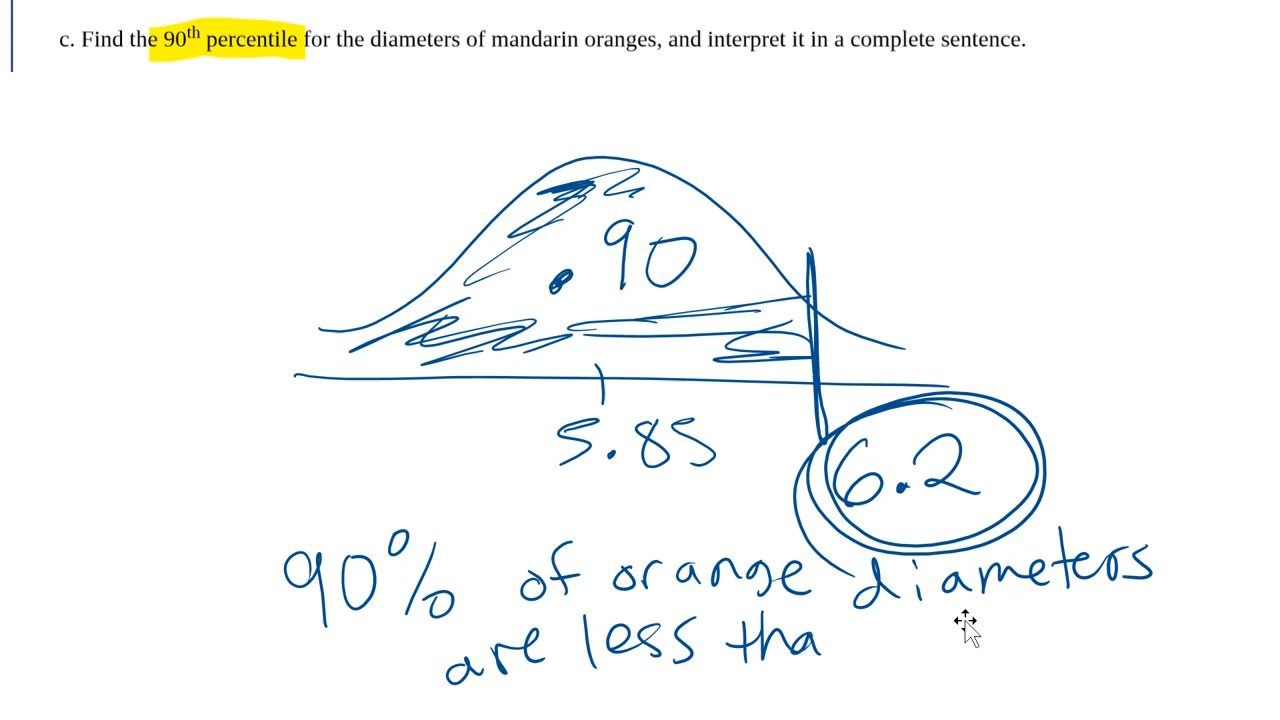 c. Find the 90th percentile for the diameters of mandarin oranges, and interpret it in a complete sentence.
.90
5.85
6.2
90% of orange diameters
are less tha